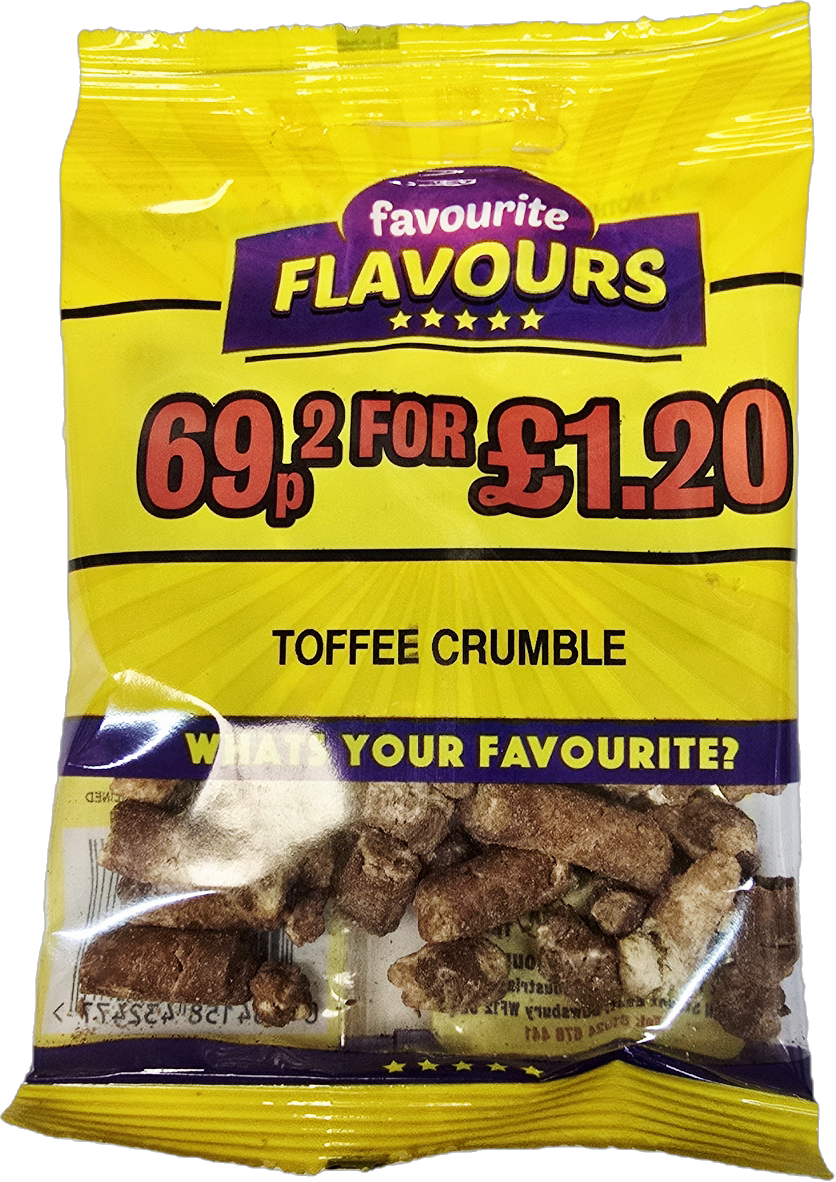 favourite
FLAVOURS
69p 2 FOR £1.20
TOFFEE CRUMBLE
WHATS YOUR FAVOURITE?